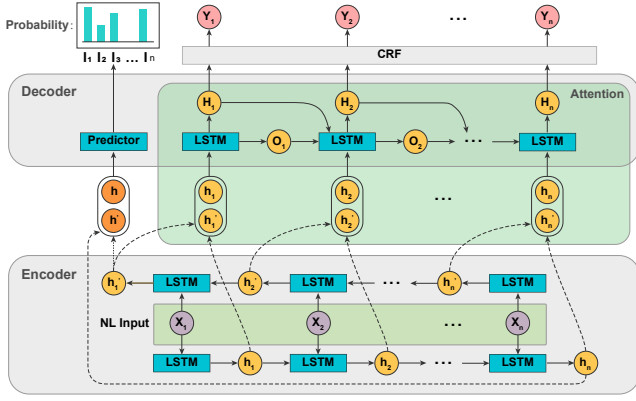 Probability:
I1 I2 I3 ... In
Y1 Y2 ... Yn
CRF
Decoder
Attention
H1 H2 Hn
Predictor LSTM O1 LSTM O2 ... LSTM
h h1 h2 hn
h' h1' h2' ... hn'
Encoder
h1' LSTM h2' LSTM ... hn' LSTM
NL Input X1 X2 ... Xn
LSTM h1 LSTM h2 ... LSTM hn